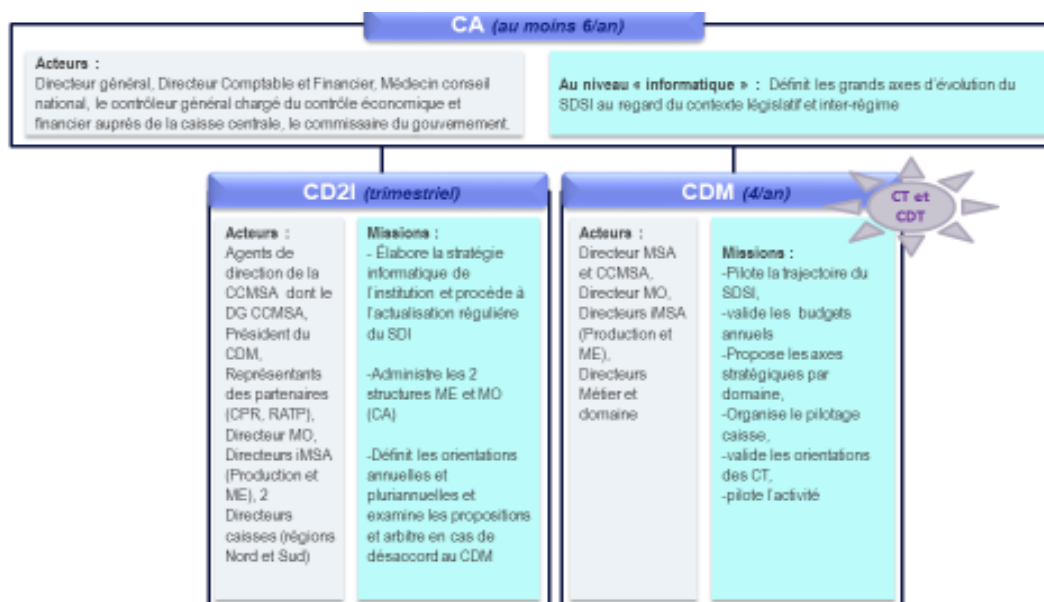 CA (au moins 6/an)
Acteurs :
Directeur général, Directeur Comptable et Financier, Médecin conseil
national, le contrôleur général chargé du contrôle économique et
financier auprès de la caisse centrale, le commissaire du gouvernement.
Au niveau « informatique » : Définit les grands axes d'évolution du
SDSI au regard du contexte législatif et inter-régime
CD2I (trimestriel)
Acteurs :
Agents de
direction de la
CCMSA dont le
DG CCMSA,
Président du
CDM,
Représentants
des partenaires
(CPR, RATP),
Directeur MO,
Directeurs iMSA
(Production et
ME), 2
Directeurs
caisses (régions
Nord et Sud)
Missions :
- Élabore la stratégie
informatique de
l'institution et procède à
l'actualisation régulière
du SDI
-Administre les 2
structures ME et MO
(CA)
-Définit les orientations
annuelles et
pluriannuelles et
examine les propositions
et arbitre en cas de
désaccord au CDM
CDM (4/an)
CT et
CDT
Acteurs :
Directeur MSA
et CCMSA,
Directeur MO,
Directeurs iMSA
(Production et
ME),
Directeurs
Métier et
domaine
Missions :
-Pilote la trajectoire du
SDSI,
-valide les budgets
annuels
-Propose les axes
stratégiques par
domaine,
-Organise le pilotage
caisse,
-valide les orientations
des CT,
-pilote l'activité